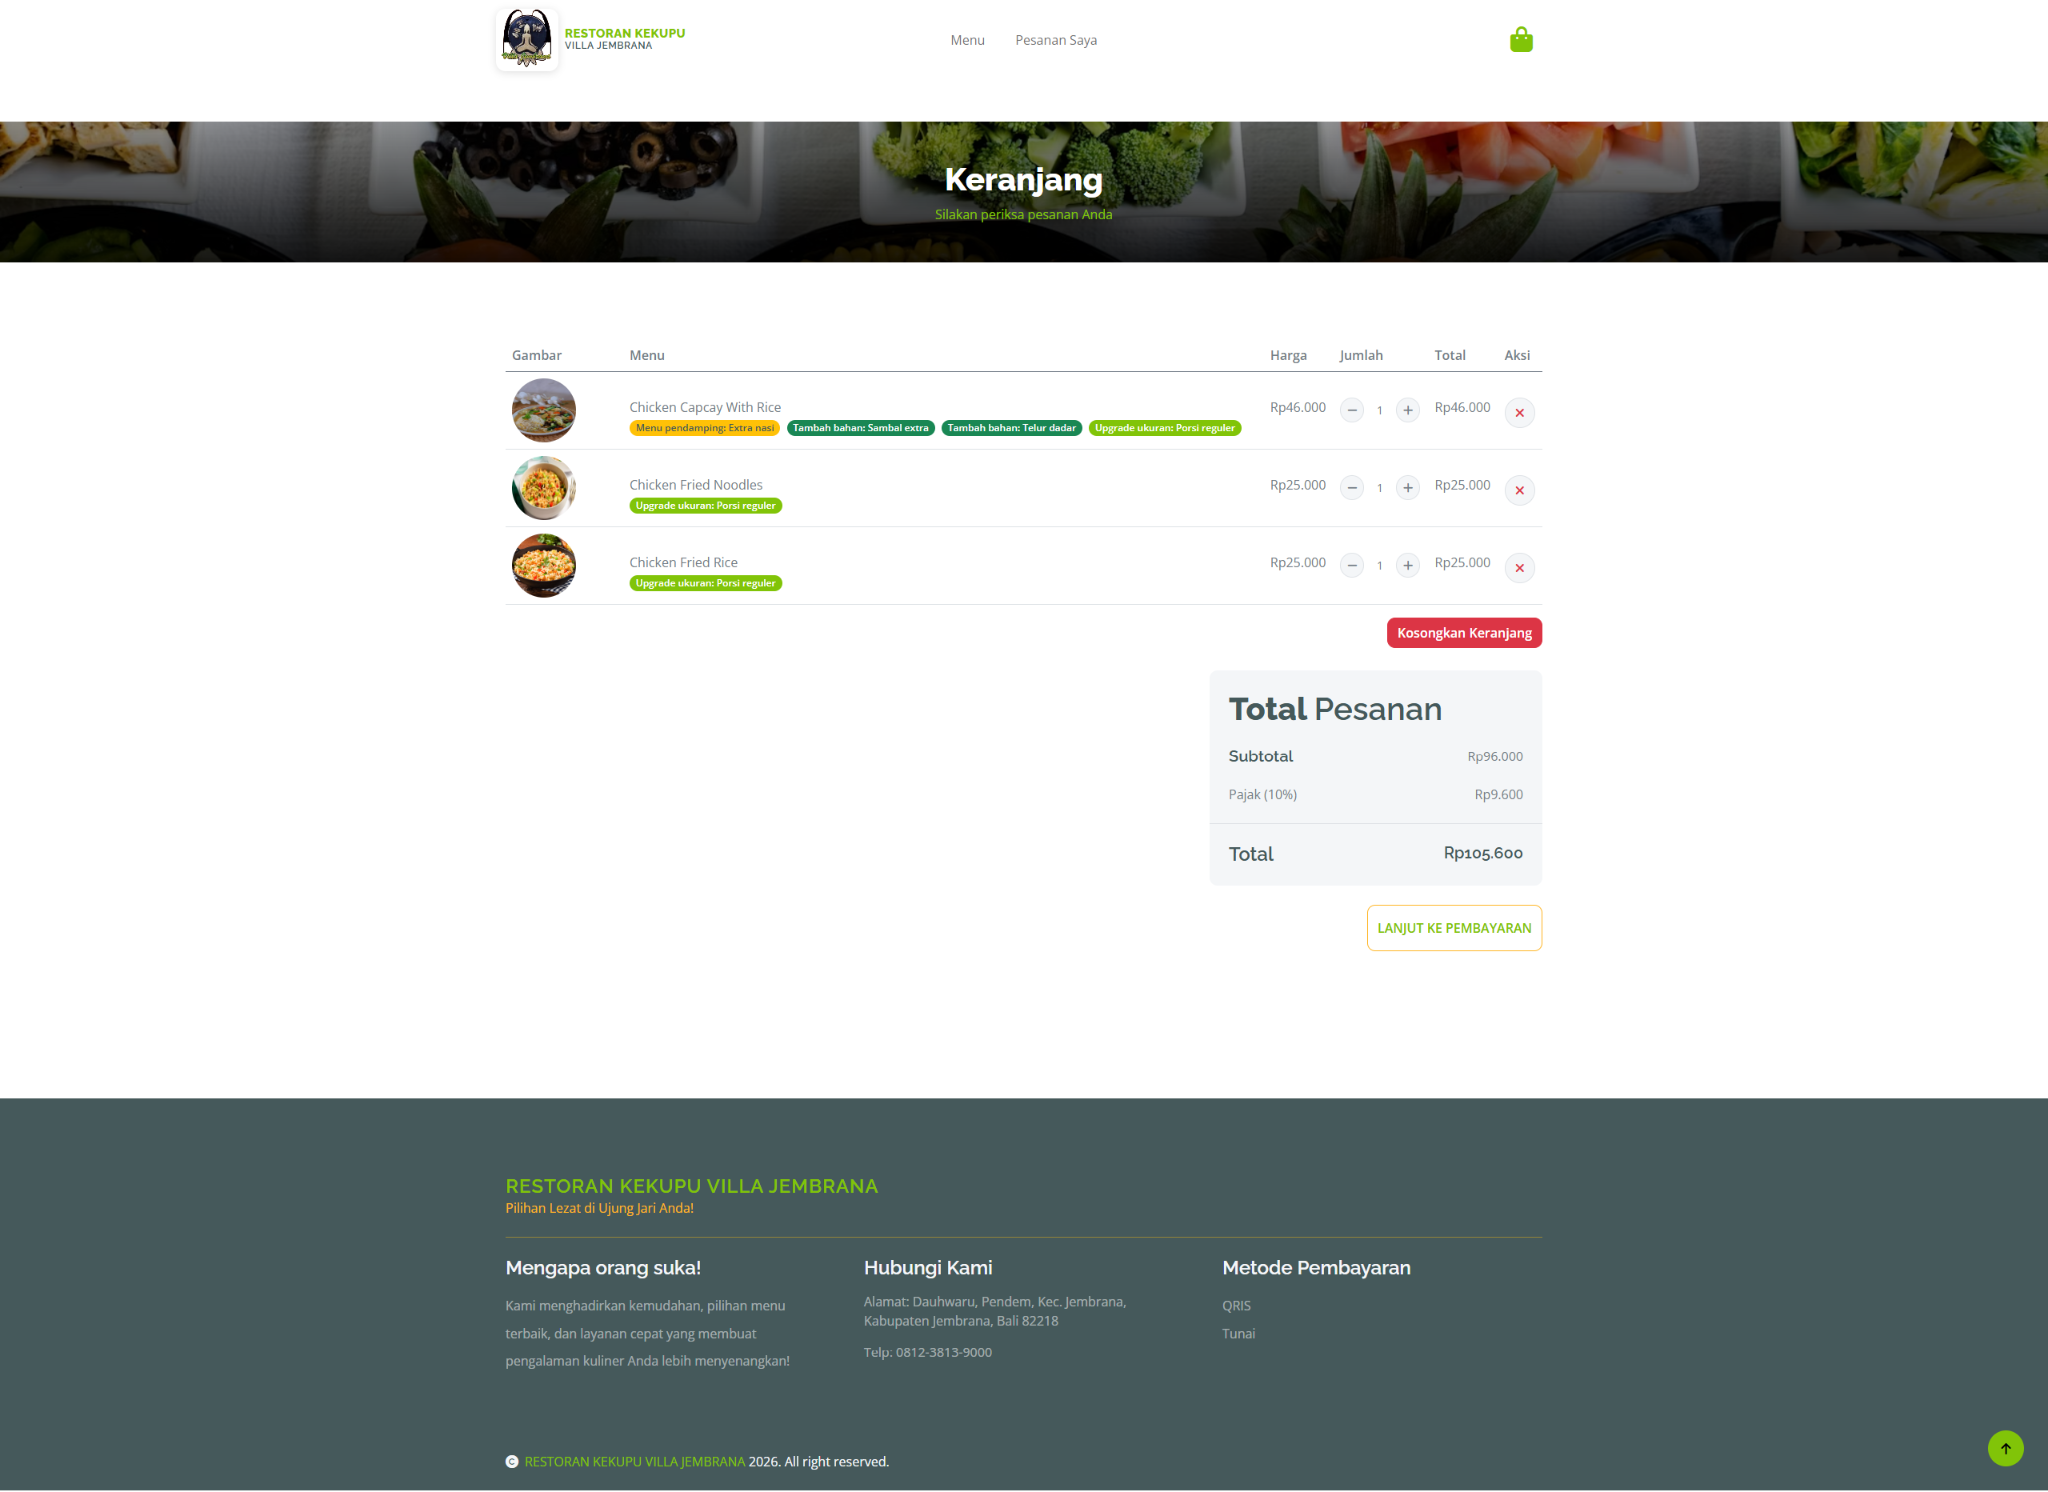 RESTORAN KEKUPU
VILLA JEMBRANA
Menu
Pesanan Saya
Keranjang
Silakan periksa pesanan Anda
Gambar Menu Harga Jumlah Total Aksi
Chicken Capcay With Rice Rp46.000 1 Rp46.000
Menu pendamping: Extra nasi Tambah bahan: Sambal extra Tambah bahan: Telur dadar Upgrade ukuran: Porsi reguler
Chicken Fried Noodles Rp25.000 1 Rp25.000
Upgrade ukuran: Porsi reguler
Chicken Fried Rice Rp25.000 1 Rp25.000
Upgrade ukuran: Porsi reguler
Kosongkan Keranjang
Total Pesanan
Subtotal Rp96.000
Pajak (10%) Rp9.600
Total Rp105.600
LANJUT KE PEMBAYARAN
RESTORAN KEKUPU VILLA JEMBRANA
Pilihan Lezat di Ujung Jari Anda!
Mengapa orang suka!
Kami menghadirkan kemudahan, pilihan menu
terbaik, dan layanan cepat yang membuat
pengalaman kuliner Anda lebih menyenangkan!
Hubungi Kami
Alamat: Dauhwaru, Pendem, Kec. Jembrana,
Kabupaten Jembrana, Bali 82218
Telp: 0812-3813-9000
Metode Pembayaran
QRIS
Tunai
© RESTORAN KEKUPU VILLA JEMBRANA 2026. All right reserved.